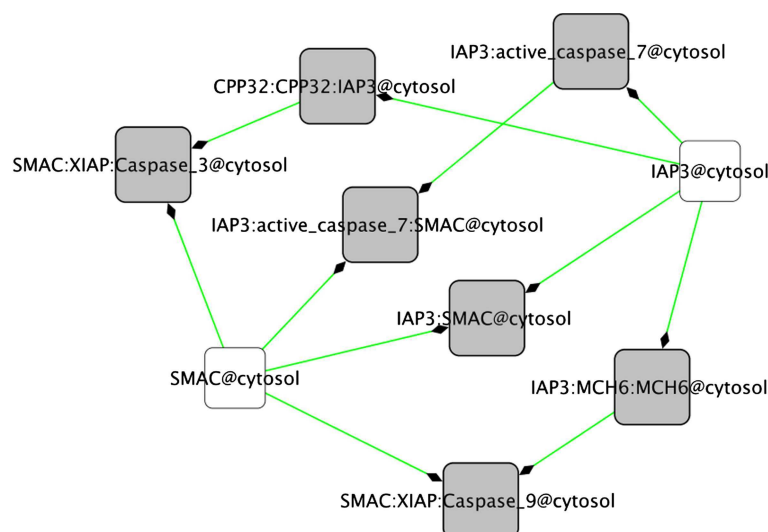 IAP3:active_caspase_7@cytosol
CPP32:CPP32:IAP3@cytosol
SMAC:XIAP:Caspase_3@cytosol
IAP3@cytosol
IAP3:active_caspase_7:SMAC@cytosol
IAP3:SMAC@cytosol
SMAC@cytosol
IAP3:MCH6:MCH6@cytosol
SMAC:XIAP:Caspase_9@cytosol